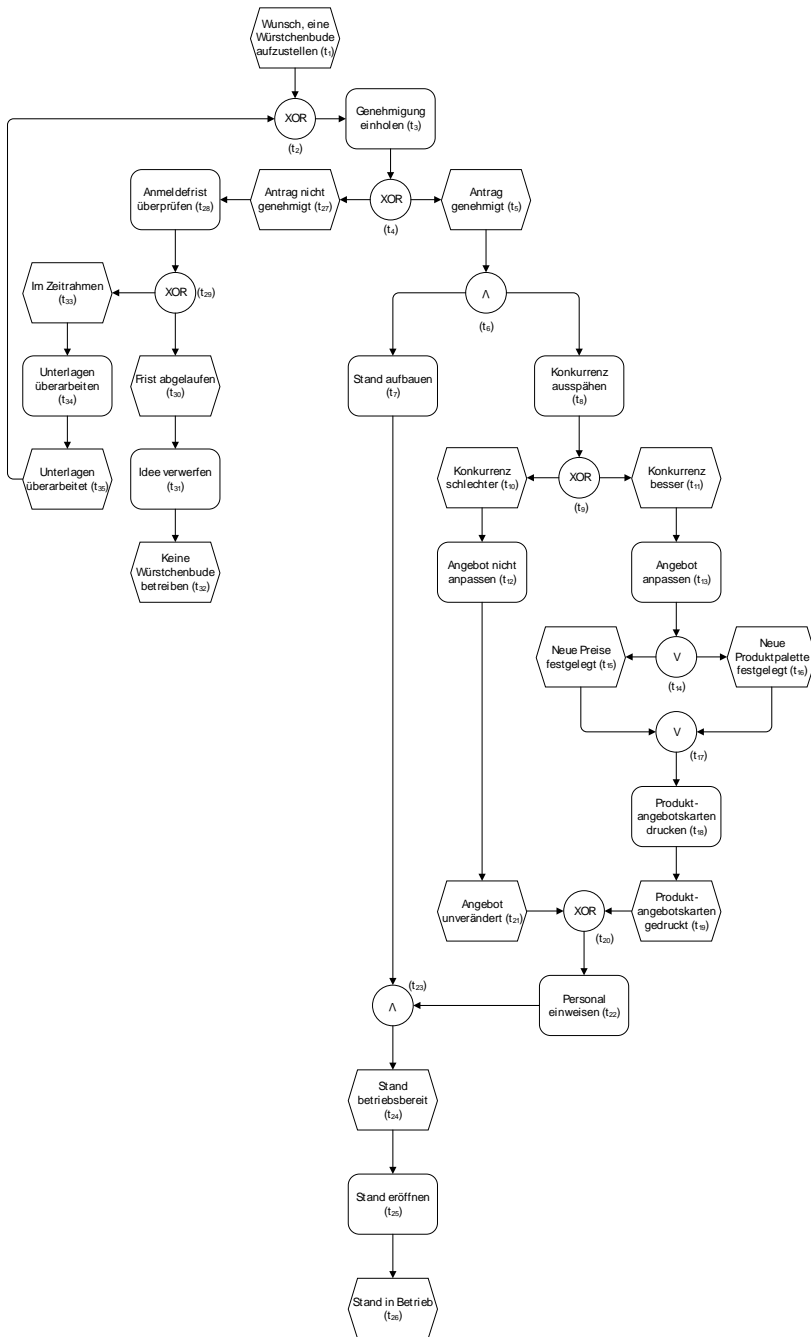 Wunsch, eine
Würstchenbude
aufzustellen (t₁)
XOR
(t₂)
Genehmigung
einholen (t₃)
Anmeldefrist
überprüfen (t₂₈)
Antrag nicht
genehmigt (t₂₇)
XOR
(t₄)
Antrag
genehmigt (t₅)
Im Zeitrahmen
(t₃₃)
XOR
(t₂₉)
Λ
(t₆)
Unterlagen
überarbeiten
(t₃₄)
Frist abgelaufen
(t₃₀)
Stand aufbauen
(t₇)
Konkurrenz
ausspähen
(t₈)
Unterlagen
überarbeitet (t₃₅)
Idee verwerfen
(t₃₁)
Konkurrenz
schlechter (t₁₀)
XOR
(t₉)
Konkurrenz
besser (t₁₁)
Keine
Würstchenbude
betreiben (t₃₂)
Angebot nicht
anpassen (t₁₂)
Angebot
anpassen (t₁₃)
Neue Preise
festgelegt (t₁₅)
V
(t₁₄)
Neue
Produktpalette
festgelegt (t₁₆)
V
(t₁₇)
Produkt-
angebotskarten
drucken (t₁₈)
Angebot
unverändert (t₂₁)
XOR
(t₂₀)
Produkt-
angebotskarten
gedruckt (t₁₉)
(t₂₃)
Λ
Personal
einweisen (t₂₂)
Stand
betriebsbereit
(t₂₄)
Stand eröffnen
(t₂₅)
Stand in Betrieb
(t₂₆)